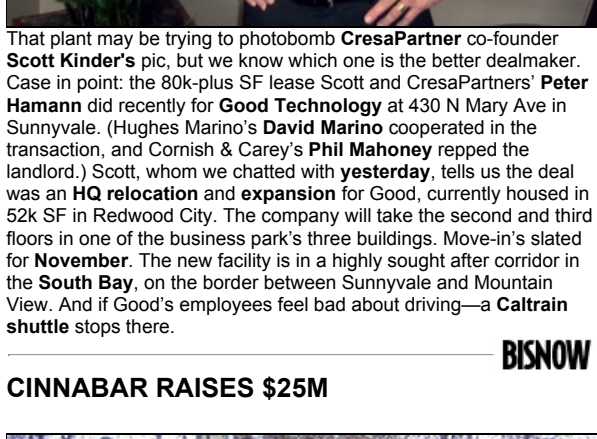 That plant may be trying to photobomb CresaPartner co-founder
Scott Kinder's pic, but we know which one is the better dealmaker.
Case in point: the 80k-plus SF lease Scott and CresaPartners’ Peter
Hamann did recently for Good Technology at 430 N Mary Ave in
Sunnyvale. (Hughes Marino’s David Marino cooperated in the
transaction, and Cornish & Carey’s Phil Mahoney repped the
landlord.) Scott, whom we chatted with yesterday, tells us the deal
was an HQ relocation and expansion for Good, currently housed in
52k SF in Redwood City. The company will take the second and third
floors in one of the business park’s three buildings. Move-in’s slated
for November. The new facility is in a highly sought after corridor in
the South Bay, on the border between Sunnyvale and Mountain
View. And if Good’s employees feel bad about driving—a Caltrain
shuttle stops there.
BISNOW
CINNABAR RAISES $25M